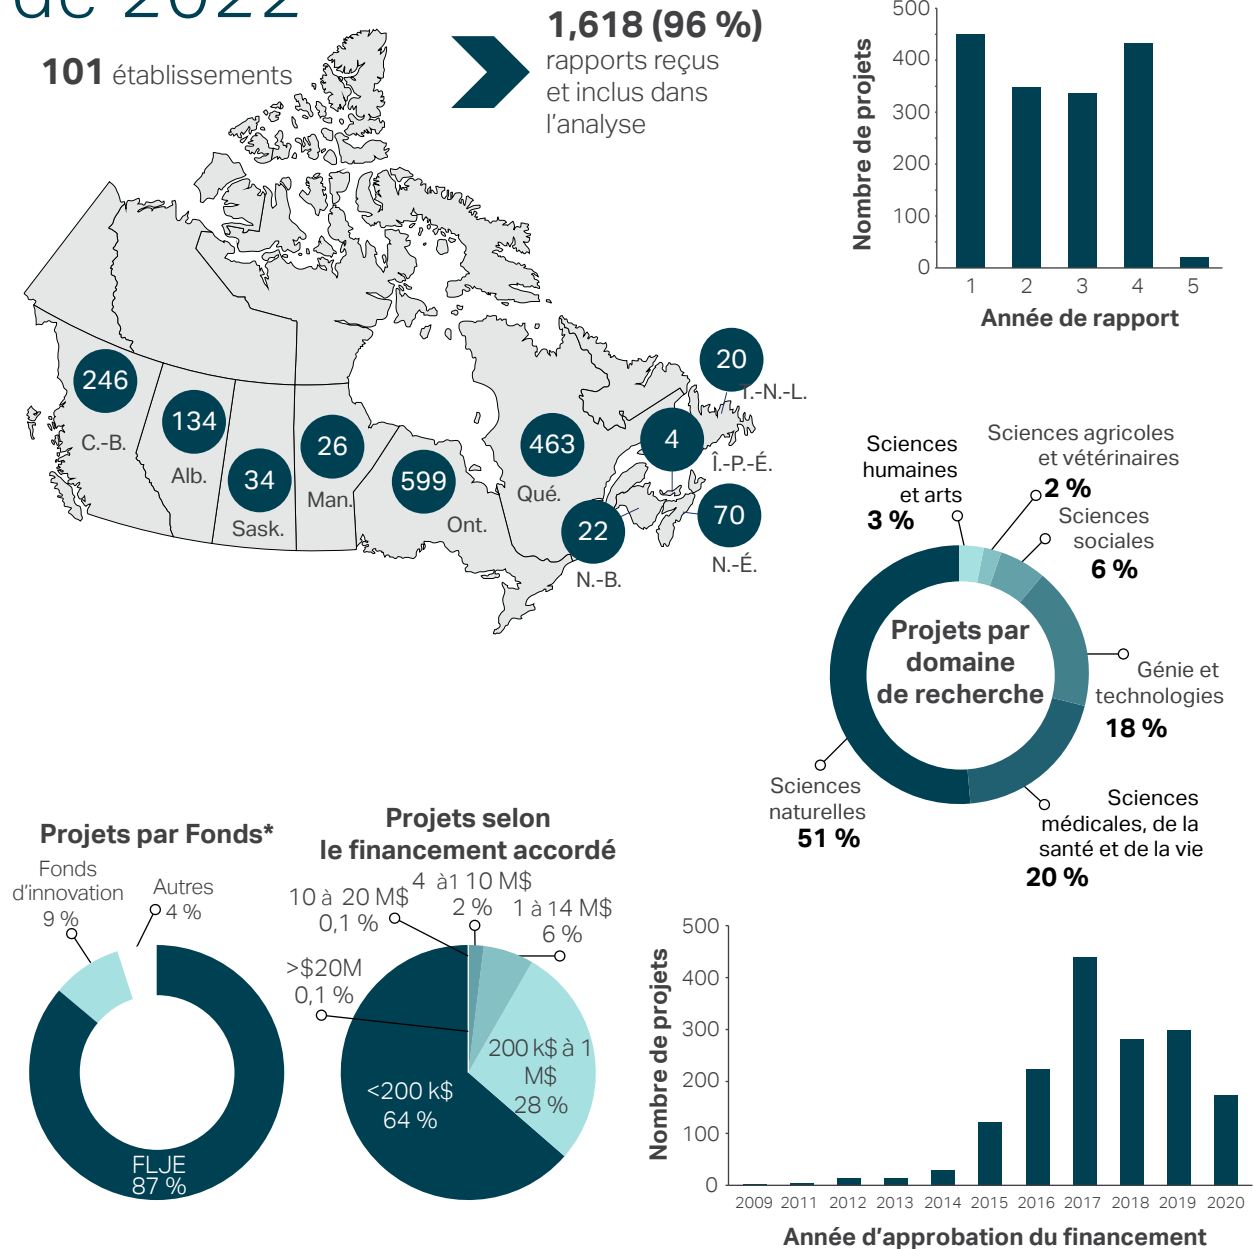 de 2022
101 établissements
1,618 (96 %)
rapports reçus
et inclus dans
l'analyse
246
C.-B.
134
Alb.
34
Sask.
26
Man.
599
Ont.
463
Qué.
22
N.-B.
4
Î.-P.-É.
20
T.-N.-L.
70
N.-É.
Nombre de projets
500
400
300
200
100
0
1 2 3 4 5
Année de rapport
Projets par
domaine
de recherche
Sciences
humaines
et arts
3 %
Sciences agricoles
et vétérinaires
2 %
Sciences
sociales
6 %
Génie et
technologies
18 %
Sciences
médicales, de la
santé et de la vie
20 %
Sciences
naturelles
51 %
Projets par Fonds*
Fonds
d'innovation
9 %
Autres
4 %
FLJE
87 %
Projets selon
le financement accordé
10 à 20 M$
0,1 %
4 à1 10 M$
2 %
1 à 14 M$
6 %
>$20M
0,1 %
200 k$ à 1
M$
28 %
<200 k$
64 %
Nombre de projets
500
400
300
200
100
0
2009 2011 2012 2013 2014 2015 2016 2017 2018 2019 2020
Année d'approbation du financement